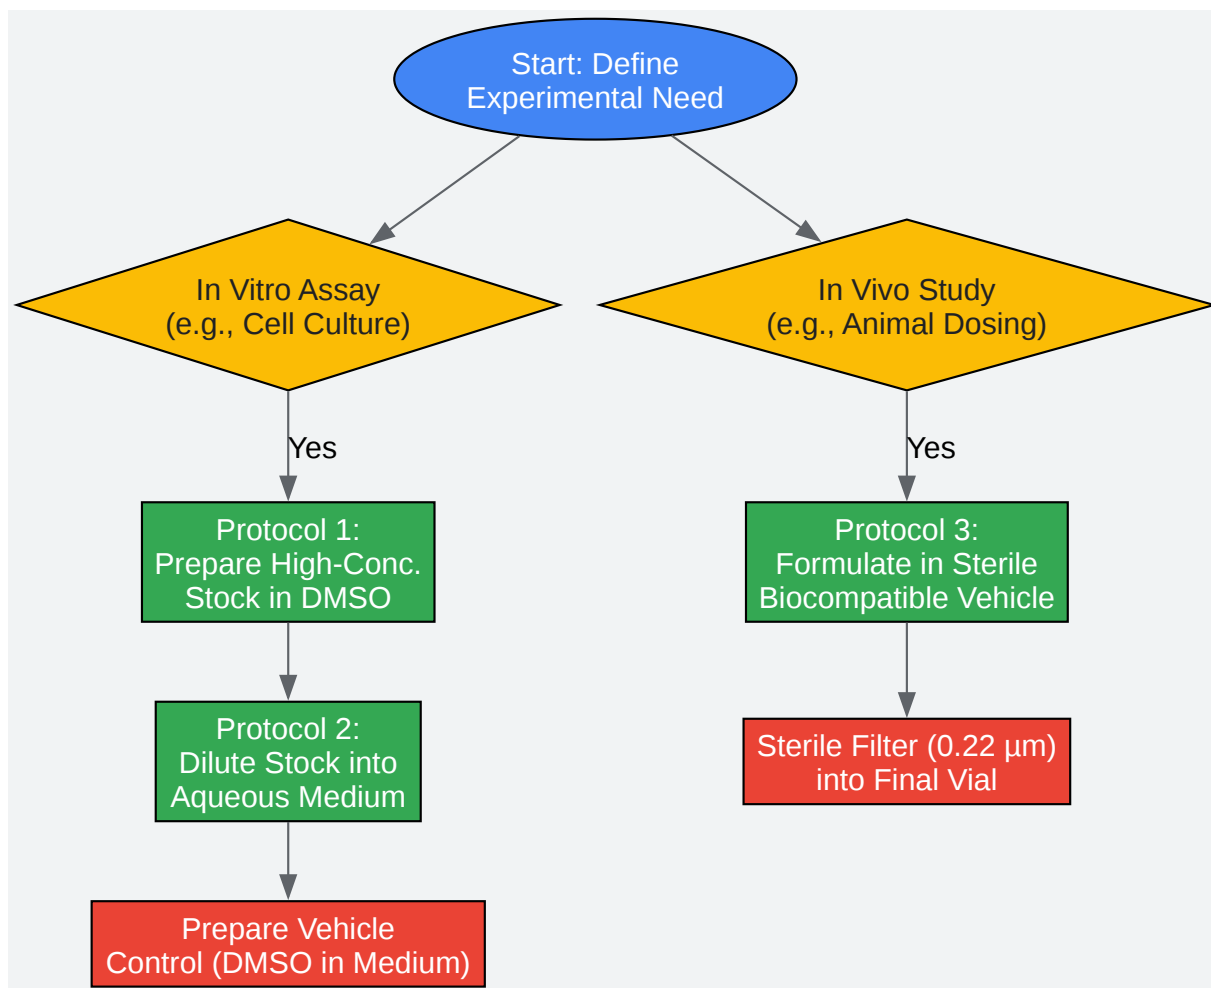 Start: Define
Experimental Need
In Vitro Assay
(e.g., Cell Culture)
In Vivo Study
(e.g., Animal Dosing)
Yes
Yes
Protocol 1:
Prepare High-Conc.
Stock in DMSO
Protocol 3:
Formulate in Sterile
Biocompatible Vehicle
Protocol 2:
Dilute Stock into
Aqueous Medium
Sterile Filter (0.22 µm)
into Final Vial
Prepare Vehicle
Control (DMSO in Medium)